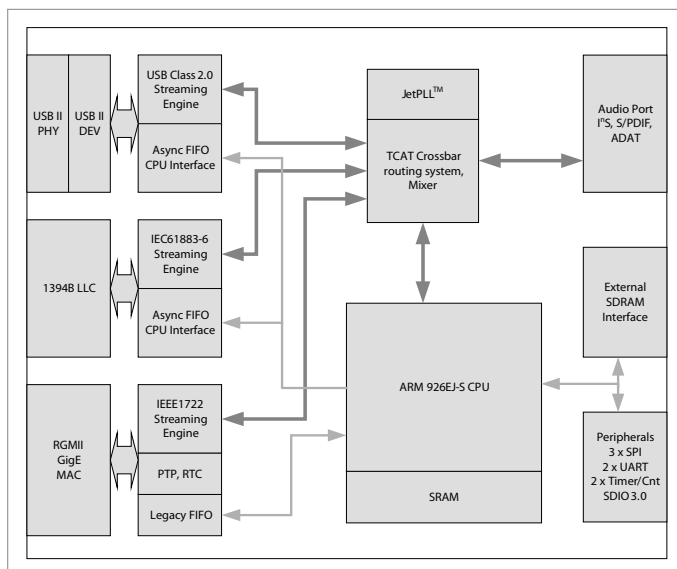 USB II
PHY
USB II
DEV
USB Class 2.0
Streaming
Engine
Async FIFO
CPU Interface
JetPLL™
TCAT Crossbar
routing system,
Mixer
Audio Port
IⁿS, S/PDIF,
ADAT
1394B LLC
IEC61883-6
Streaming
Engine
Async FIFO
CPU Interface
External
SDRAM
Interface
ARM 926EJ-S CPU
SRAM
RGMII
GigE
MAC
IEEE1722
Streaming
Engine
PTP, RTC
Legacy FIFO
Peripherals
3 x SPI
2 x UART
2 x Timer/Cnt
SDIO 3.0